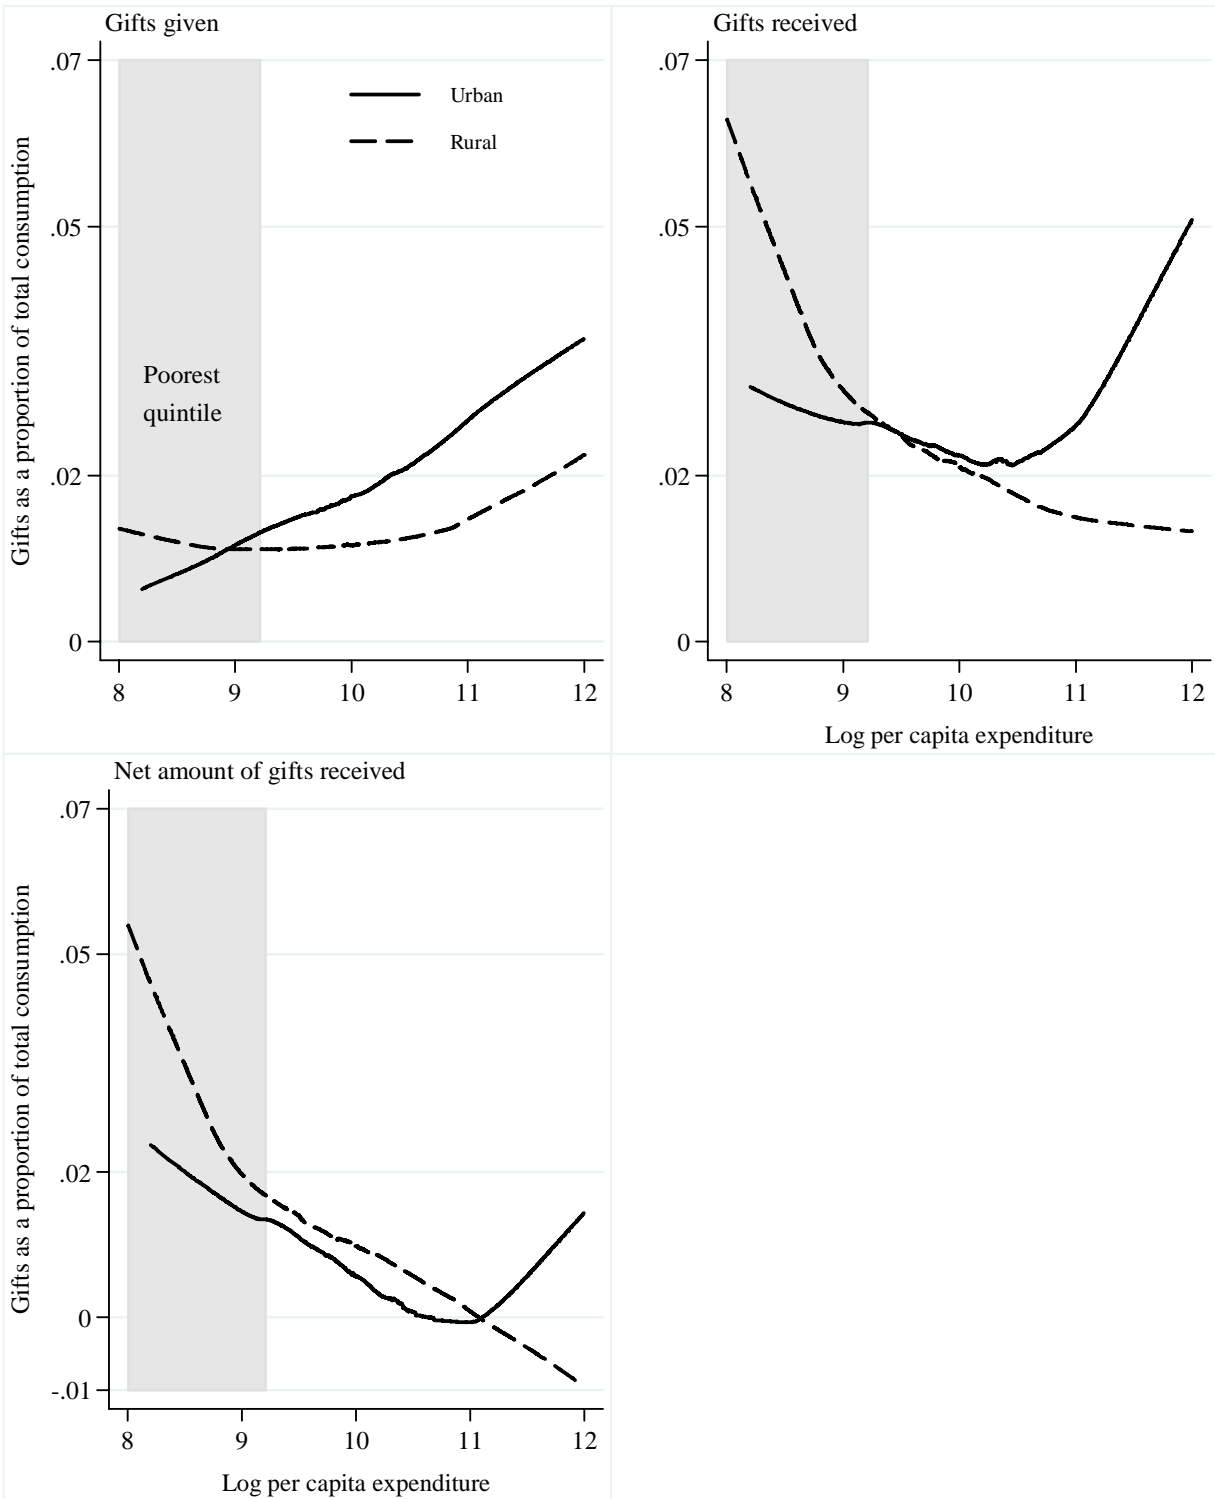 Gifts given
Gifts as a proportion of total consumption
.07
.05
.02
0
Urban
Rural
Poorest
quintile
8 9 10 11 12
Gifts received
.07
.05
.02
0
8 9 10 11 12
Log per capita expenditure
Net amount of gifts received
Gifts as a proportion of total consumption
.07
.05
.02
0
-.01
8 9 10 11 12
Log per capita expenditure